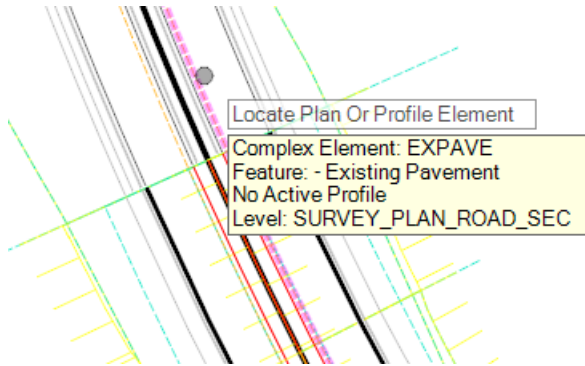 Locate Plan Or Profile Element
Complex Element: EXPAVE
Feature: - Existing Pavement
No Active Profile
Level: SURVEY_PLAN_ROAD_SEC